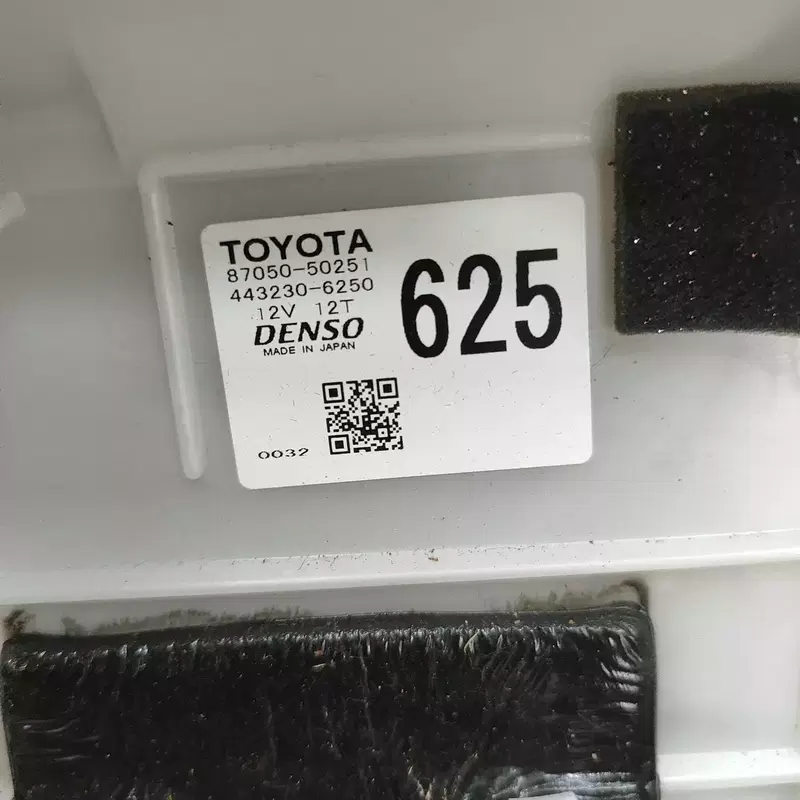 TOYOTA
87050-50251
443230-6250
12V 12T
DENSO
MADE IN JAPAN
625
0032